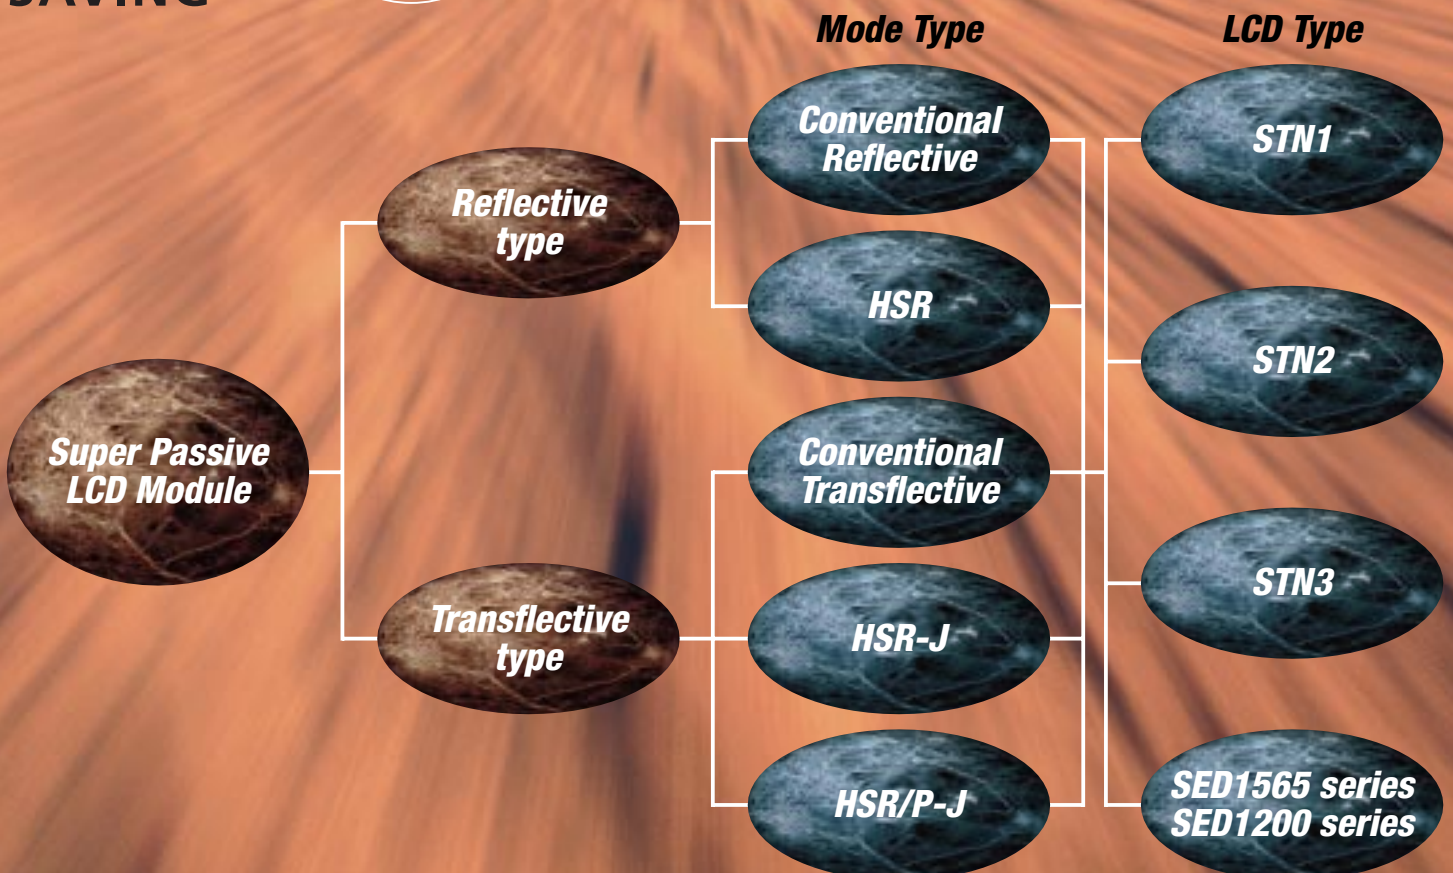 SAVING
Mode Type
LCD Type
Conventional
Reflective
STN1
Reflective
type
HSR
STN2
Super Passive
LCD Module
Conventional
Transflective
STN3
Transflective
type
HSR-J
HSR/P-J
SED1565 series
SED1200 series